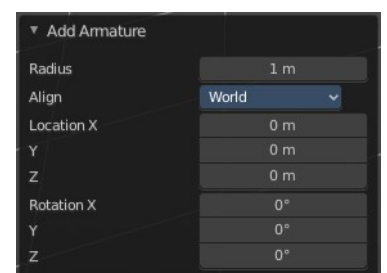 Add Armature
Radius 1 m
Align World
Location X 0 m
Y 0 m
Z 0 m
Rotation X 0°
Y 0°
Z 0°